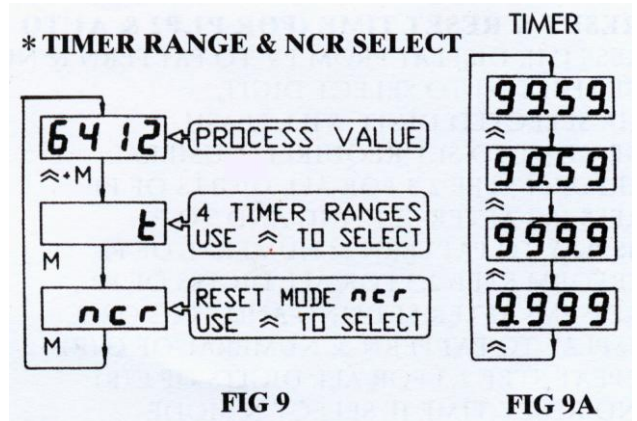 TIMER
* TIMER RANGE & NCR SELECT
6412
PROCESS VALUE
+M
t
4 TIMER RANGES
USE TO SELECT
M
ncr
RESET MODE ncr
USE TO SELECT
M
FIG 9
99.59.
99.59
999.9
9.999
FIG 9A